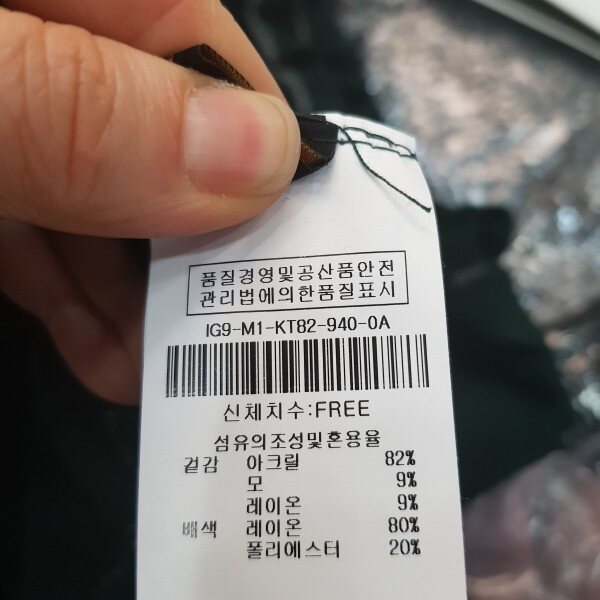 품질경영및공산품안전
관리법에의한품질표시
IG9-M1-KT82-940-0A
신체치수:FREE
섬유의조성및혼용율
겉감 아크릴 82%
모 9%
레이온 9%
배색 레이온 80%
폴리에스터 20%